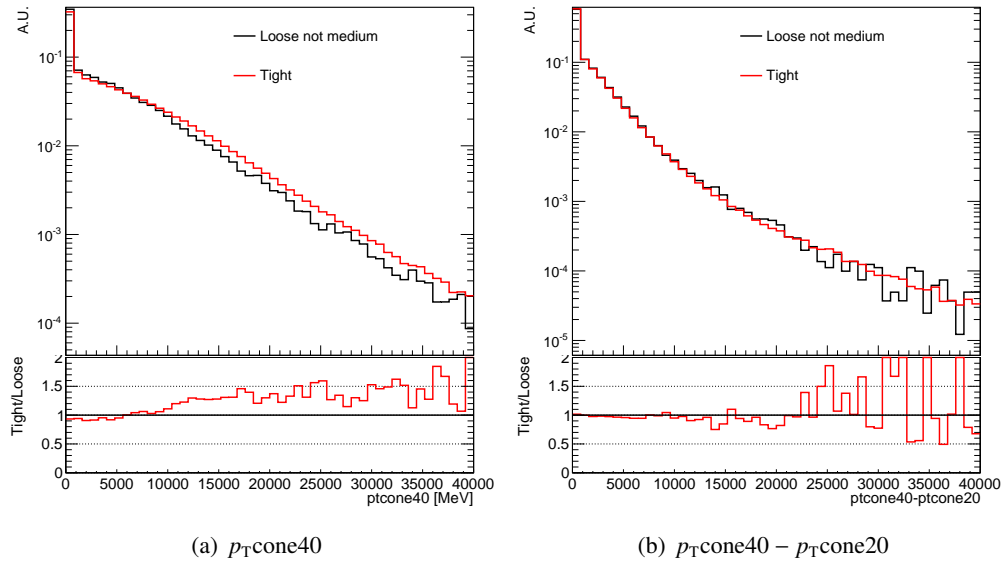 A.U.
Loose not medium
Tight
10⁻¹
10⁻²
10⁻³
10⁻⁴
Tight/Loose
2
1.5
1
0.5
0
0 5000 10000 15000 20000 25000 30000 35000 40000
ptcone40 [MeV]
(a) pTcone40
A.U.
Loose not medium
Tight
10⁻¹
10⁻²
10⁻³
10⁻⁴
10⁻⁵
Tight/Loose
2
1.5
1
0.5
0
0 5000 10000 15000 20000 25000 30000 35000 40000
ptcone40-ptcone20
(b) pTcone40 − pTcone20